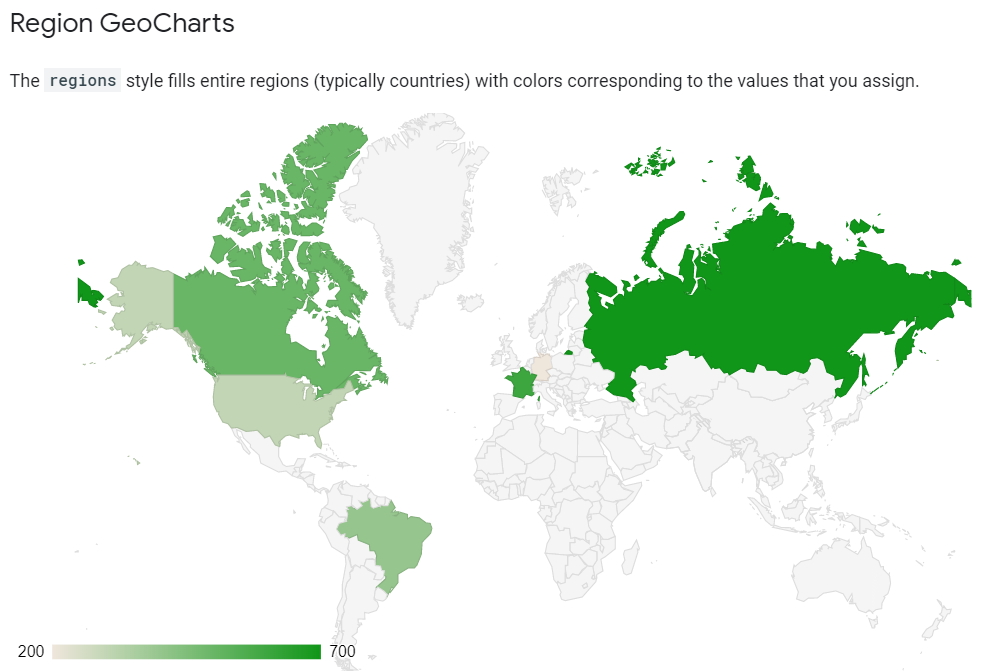 Region GeoCharts
The regions style fills entire regions (typically countries) with colors corresponding to the values that you assign.
200 700